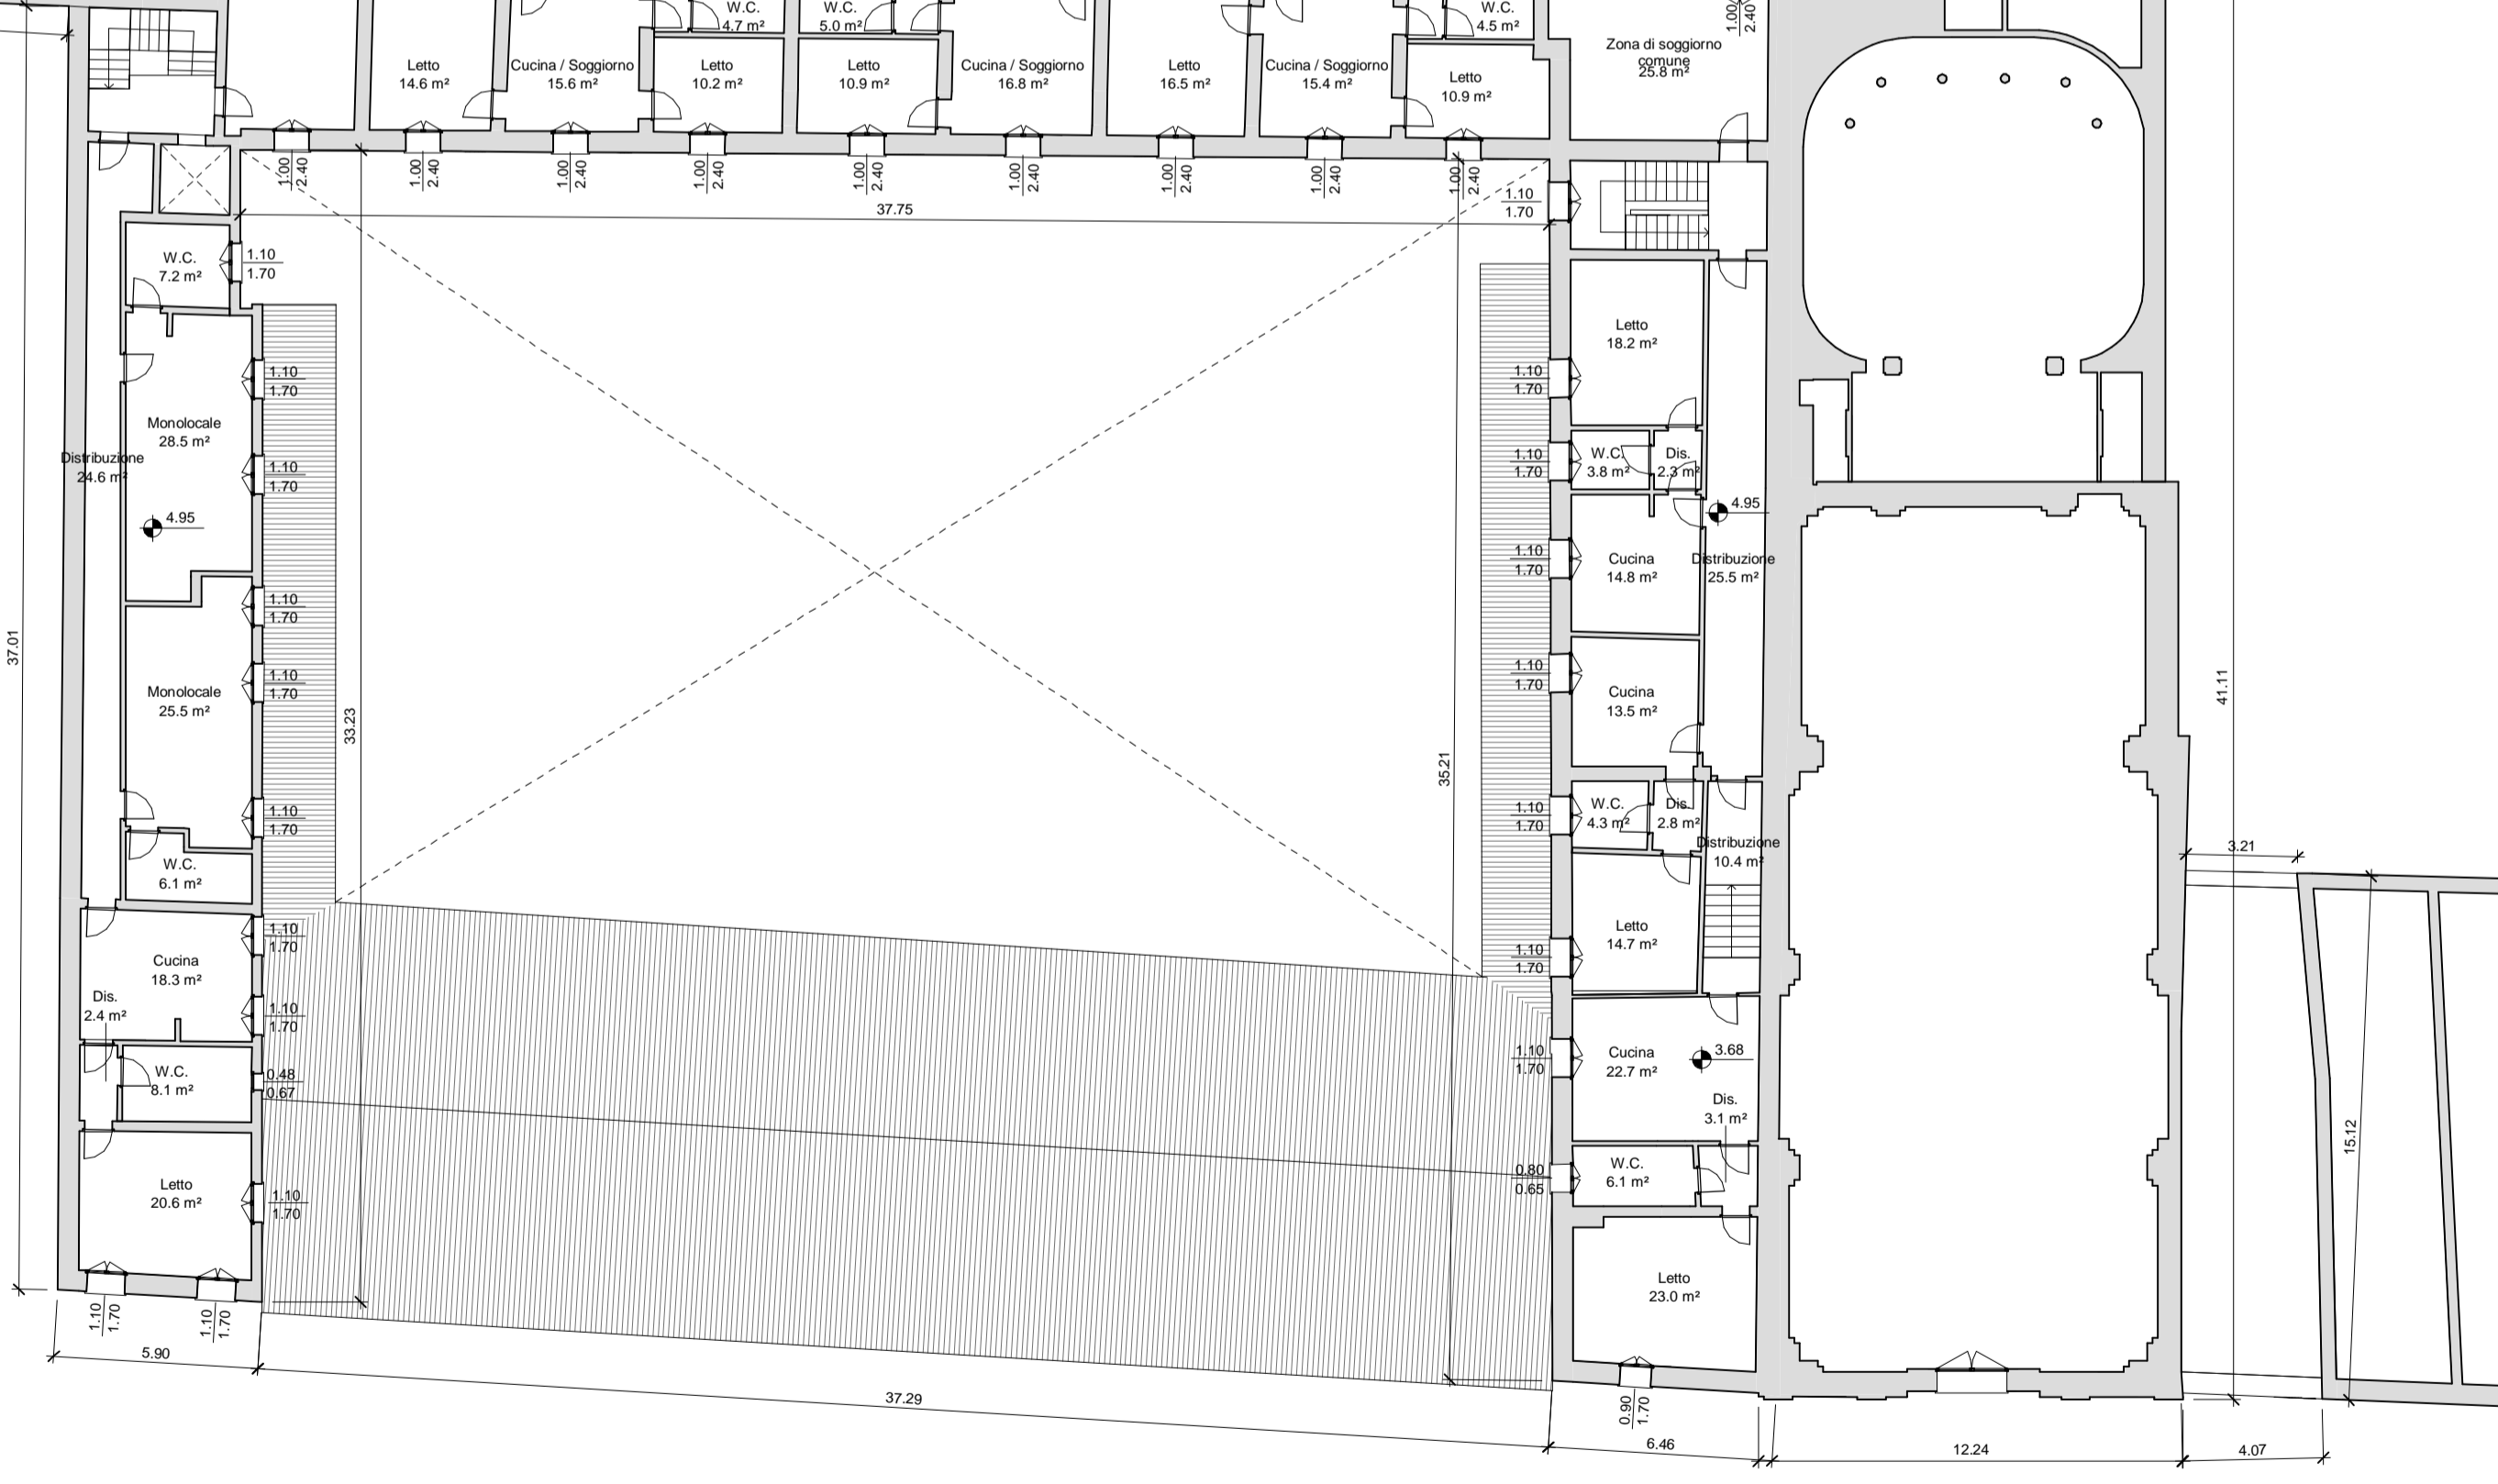 W.C.
4.7 m²
W.C.
5.0 m²
W.C.
4.5 m²
1.00
2.40
Letto
14.6 m²
Cucina / Soggiorno
15.6 m²
Letto
10.2 m²
Letto
10.9 m²
Cucina / Soggiorno
16.8 m²
Letto
16.5 m²
Cucina / Soggiorno
15.4 m²
Letto
10.9 m²
Zona di soggiorno
comune
25.8 m²
1.00
2.40
1.00
2.40
1.00
2.40
1.00
2.40
1.00
2.40
1.00
2.40
1.00
2.40
1.00
2.40
1.00
2.40
37.75
1.10
1.70
W.C.
7.2 m²
1.10
1.70
Monolocale
28.5 m²
1.10
1.70
1.10
1.70
Distribuzione
24.6 m²
4.95
Monolocale
25.5 m²
1.10
1.70
1.10
1.70
1.10
1.70
W.C.
6.1 m²
37.01
33.23
Cucina
18.3 m²
1.10
1.70
1.10
1.70
Dis.
2.4 m²
W.C.
8.1 m²
0.48
0.67
Letto
20.6 m²
1.10
1.70
1.10
1.70
1.10
1.70
5.90
37.29
35.21
Letto
18.2 m²
1.10
1.70
W.C.
3.8 m²
Dis.
2.3 m²
1.10
1.70
4.95
Cucina
14.8 m²
1.10
1.70
Distribuzione
25.5 m²
Cucina
13.5 m²
1.10
1.70
W.C.
4.3 m²
Dis.
2.8 m²
1.10
1.70
Distribuzione
10.4 m²
Letto
14.7 m²
1.10
1.70
Cucina
22.7 m²
3.68
1.10
1.70
Dis.
3.1 m²
W.C.
6.1 m²
0.80
0.65
Letto
23.0 m²
0.90
1.70
6.46
12.24
4.07
41.11
3.21
15.12